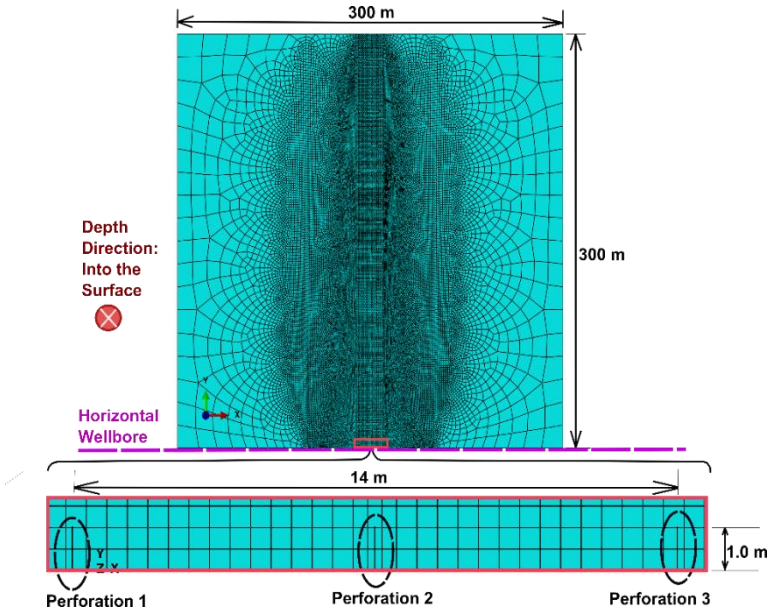 300 m
Depth
Direction:
Into the
Surface
300 m
Y
X
Horizontal
Wellbore
14 m
Y
Z X
1.0 m
Perforation 1
Perforation 2
Perforation 3